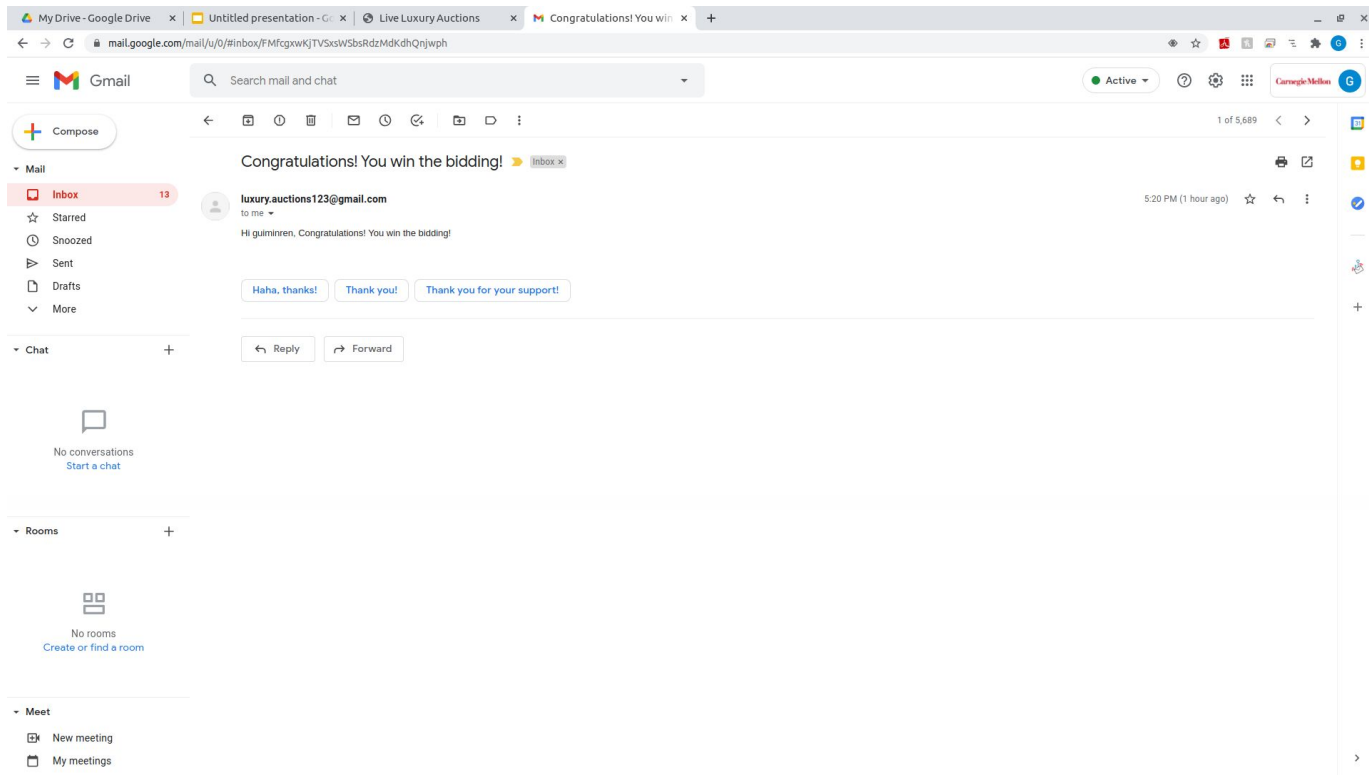 My Drive - Google Drive
Untitled presentation - Go
Live Luxury Auctions
Congratulations! You win
mail.google.com/mail/u/0/#inbox/FMfcgxwKjTVSxsWSbsRdzMdKdhQnjwph
G
Gmail
Search mail and chat
Active
Carnegie Mellon
G
Compose
1 of 5,689
31
Mail
Congratulations! You win the bidding!
Inbox ×
Inbox 13
luxury.auctions123@gmail.com
5:20 PM (1 hour ago)
to me
Starred
Hi guiminren, Congratulations! You win the bidding!
Snoozed
Sent
Drafts
Haha, thanks!
Thank you!
Thank you for your support!
More
Reply
Forward
Chat
No conversations
Start a chat
Rooms
No rooms
Create or find a room
Meet
New meeting
My meetings